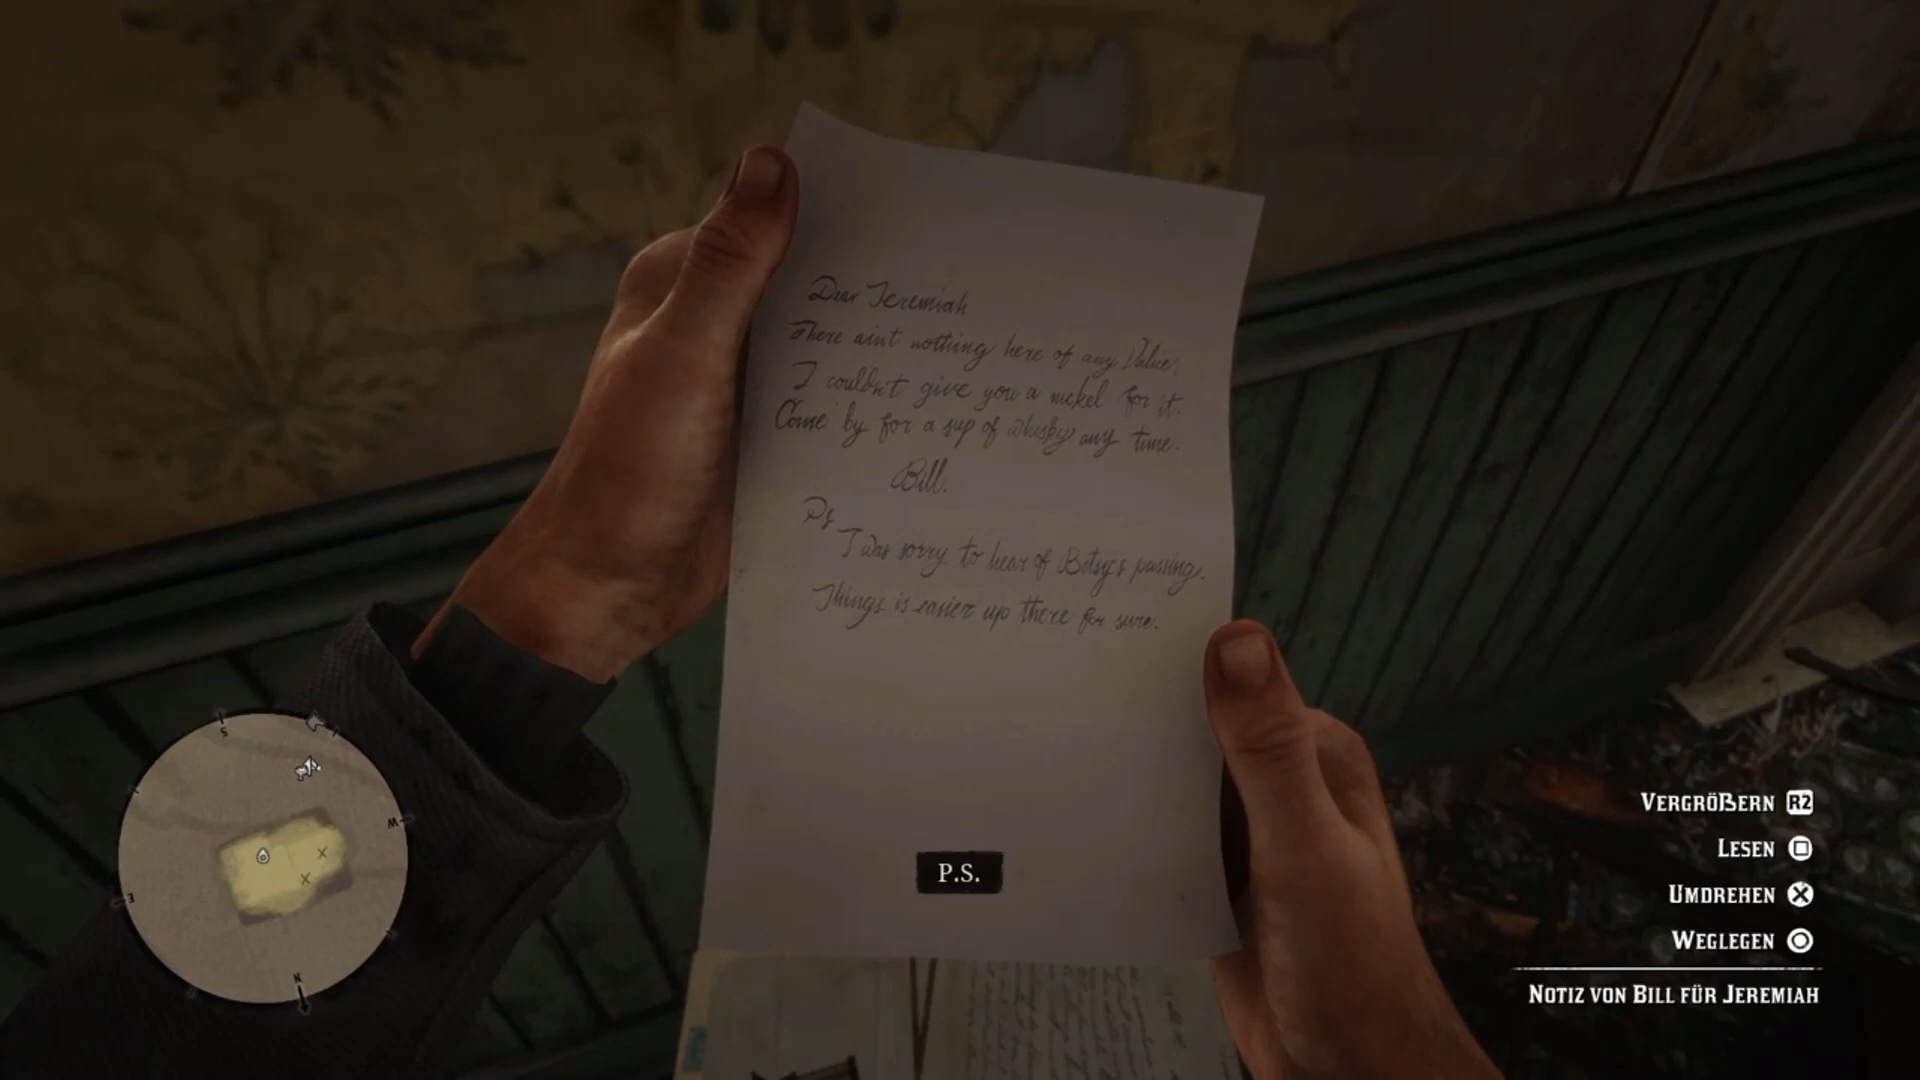 Dear Jeremiah
There aint nothing here of any Value.
I couldn't give you a nickel for it.
Come by for a sup of whisky any time.
Bill.
Ps
I was sorry to hear of Betsy's passing.
Things is easier up there for sure.
P.S.
VERGRÖßERN R2
LESEN
UMDREHEN
WEGLEGEN
NOTIZ VON BILL FÜR JEREMIAH
S
W
E
N